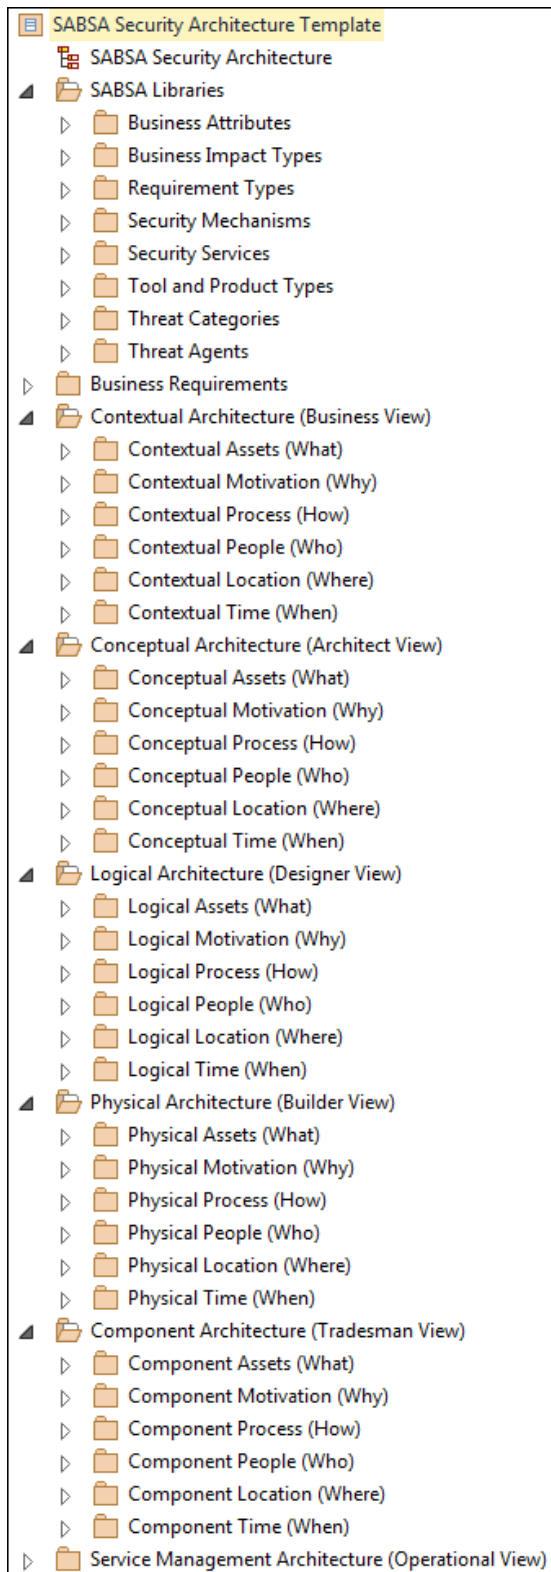 SABSA Security Architecture Template
SABSA Security Architecture
SABSA Libraries
Business Attributes
Business Impact Types
Requirement Types
Security Mechanisms
Security Services
Tool and Product Types
Threat Categories
Threat Agents
Business Requirements
Contextual Architecture (Business View)
Contextual Assets (What)
Contextual Motivation (Why)
Contextual Process (How)
Contextual People (Who)
Contextual Location (Where)
Contextual Time (When)
Conceptual Architecture (Architect View)
Conceptual Assets (What)
Conceptual Motivation (Why)
Conceptual Process (How)
Conceptual People (Who)
Conceptual Location (Where)
Conceptual Time (When)
Logical Architecture (Designer View)
Logical Assets (What)
Logical Motivation (Why)
Logical Process (How)
Logical People (Who)
Logical Location (Where)
Logical Time (When)
Physical Architecture (Builder View)
Physical Assets (What)
Physical Motivation (Why)
Physical Process (How)
Physical People (Who)
Physical Location (Where)
Physical Time (When)
Component Architecture (Tradesman View)
Component Assets (What)
Component Motivation (Why)
Component Process (How)
Component People (Who)
Component Location (Where)
Component Time (When)
Service Management Architecture (Operational View)